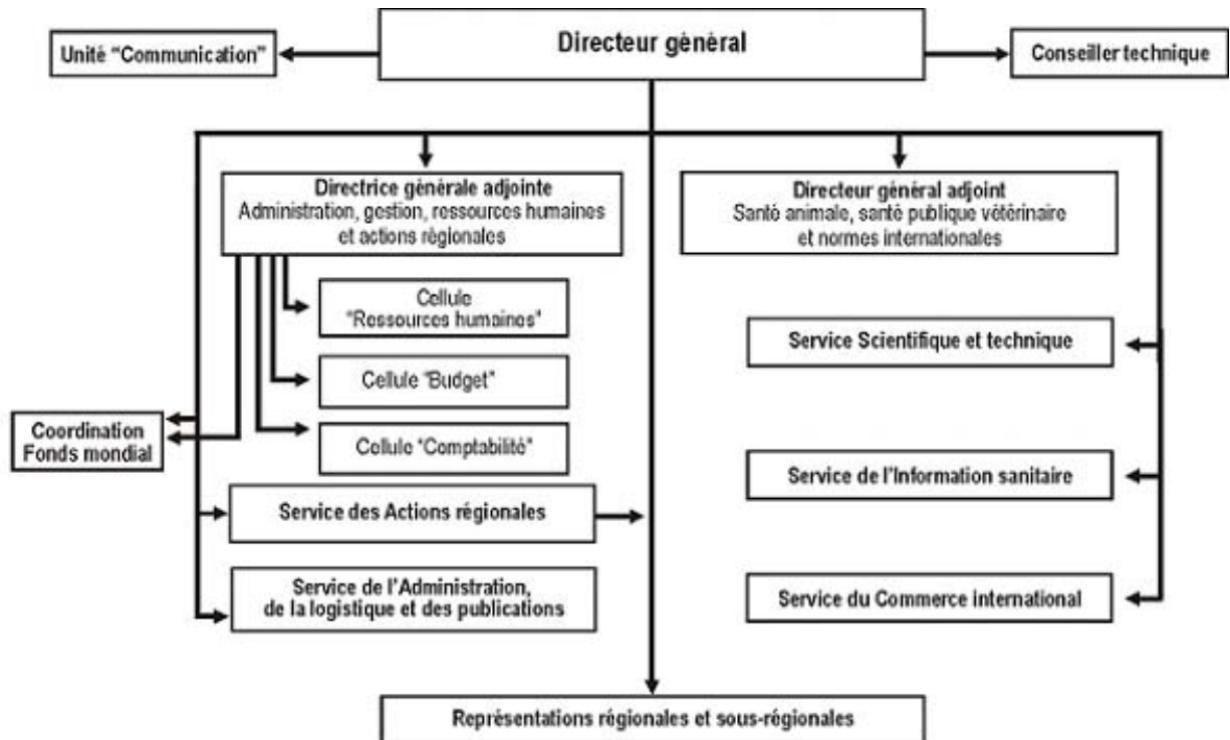 Directeur général
Unité "Communication"
Conseiller technique
Directrice générale adjointe
Administration, gestion, ressources humaines
et actions régionales
Directeur général adjoint
Santé animale, santé publique vétérinaire
et normes internationales
Cellule
"Ressources humaines"
Cellule "Budget"
Cellule "Comptabilité"
Coordination
Fonds mondial
Service des Actions régionales
Service de l'Administration,
de la logistique et des publications
Service Scientifique et technique
Service de l'Information sanitaire
Service du Commerce international
Représentations régionales et sous-régionales